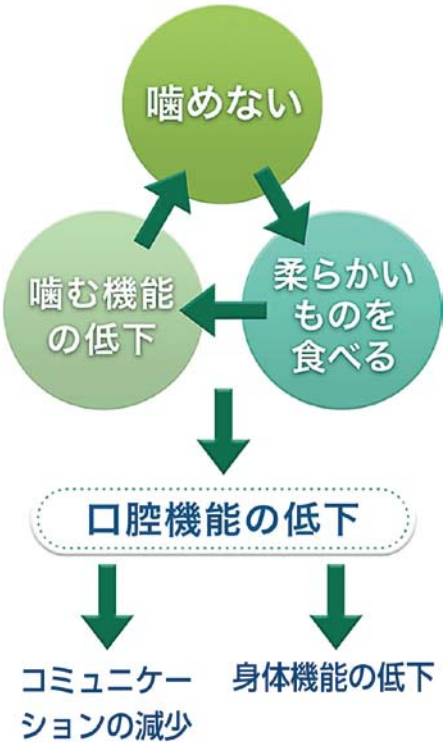 噛めない
噛む機能
の低下
柔らかい
ものを
食べる
口腔機能の低下
コミュニケー
ションの減少
身体機能の低下